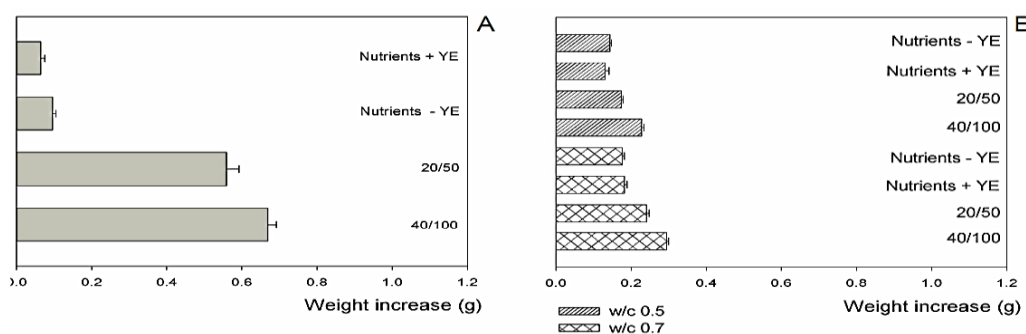 A
Nutrients + YE
Nutrients - YE
20/50
40/100
0.0 0.2 0.4 0.6 0.8 1.0 1.2
Weight increase (g)
Nutrients - YE
Nutrients + YE
20/50
40/100
Nutrients - YE
Nutrients + YE
20/50
40/100
0.0 0.2 0.4 0.6 0.8 1.0 1.2
Weight increase (g)
w/c 0.5
w/c 0.7